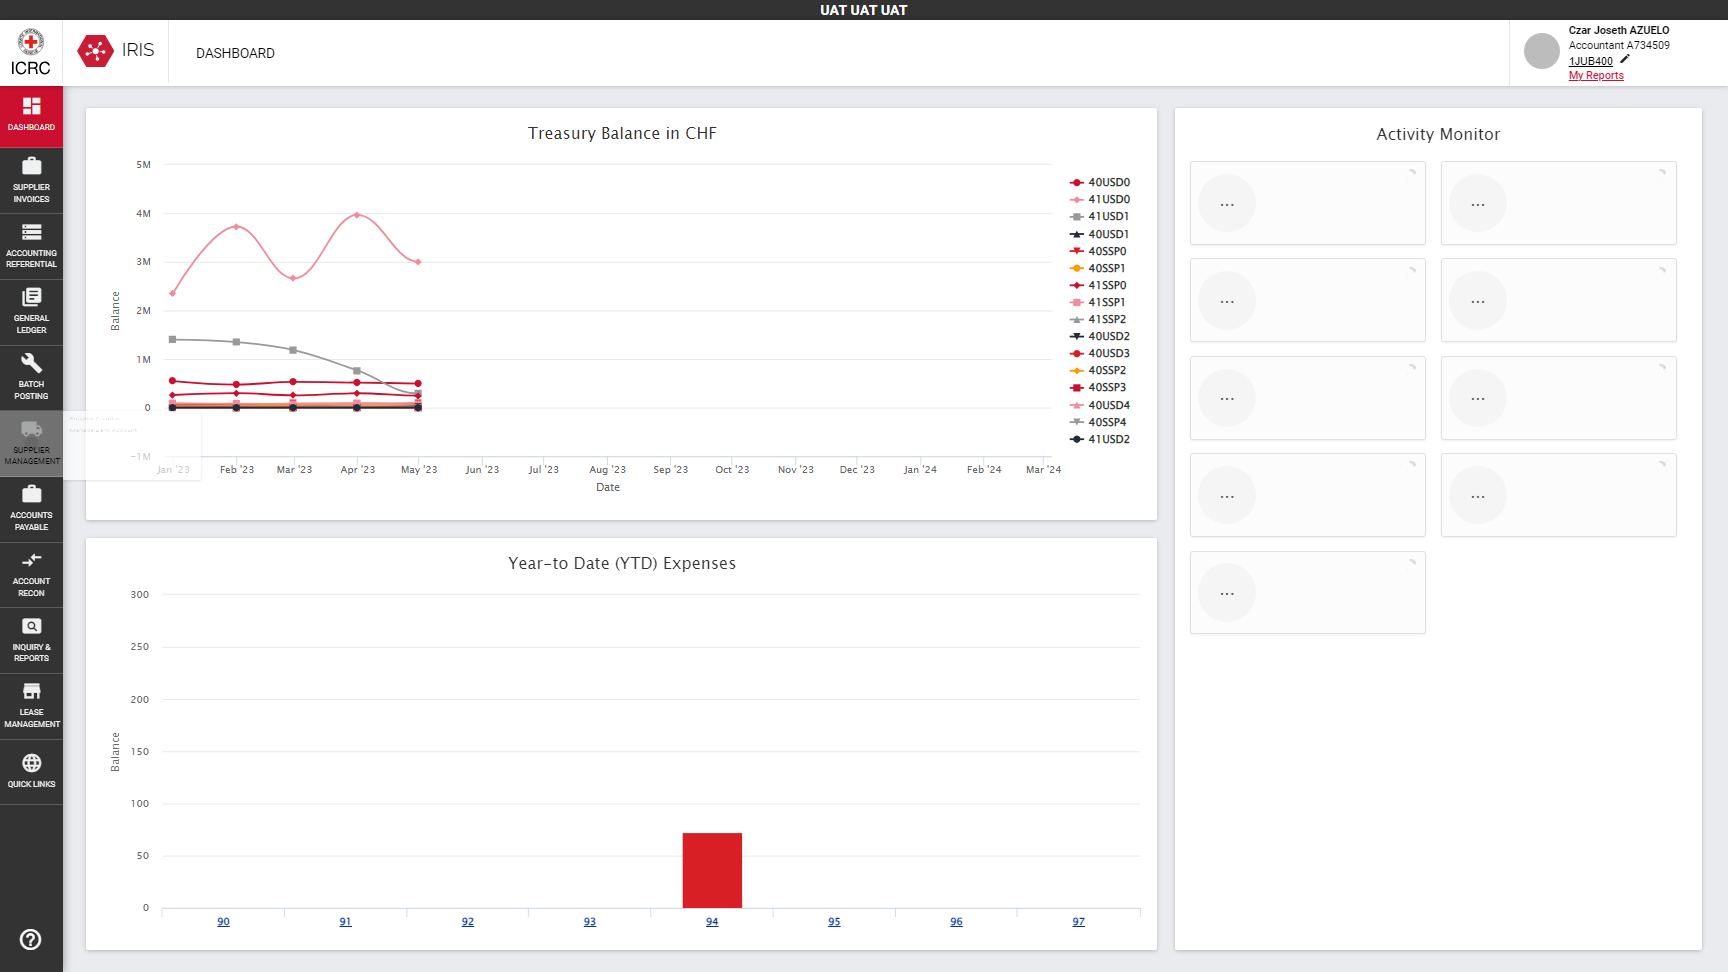 UAT UAT UAT
ICRC
IRIS
DASHBOARD
Czar Joseth AZUELO
Accountant A734509
1JUB400
My Reports
DASHBOARD
SUPPLIER
INVOICES
ACCOUNTING
REFERENTIAL
GENERAL
LEDGER
BATCH
POSTING
SUPPLIER
MANAGEMENT
ACCOUNTS
PAYABLE
ACCOUNT
RECON
INQUIRY &
REPORTS
LEASE
MANAGEMENT
QUICK LINKS
Treasury Balance in CHF
5M
4M
3M
2M
1M
0
-1M
Balance
Jan '23
Feb '23
Mar '23
Apr '23
May '23
Jun '23
Jul '23
Aug '23
Sep '23
Oct '23
Nov '23
Dec '23
Jan '24
Feb '24
Mar '24
Date
40USD0
41USD0
41USD1
40USD1
40SSP0
40SSP1
41SSP0
41SSP1
41SSP2
40USD2
40USD3
40SSP2
40SSP3
40USD4
40SSP4
41USD2
Year-to Date (YTD) Expenses
300
250
200
150
100
50
0
Balance
90
91
92
93
94
95
96
97
Activity Monitor
...
...
...
...
...
...
...
...
...